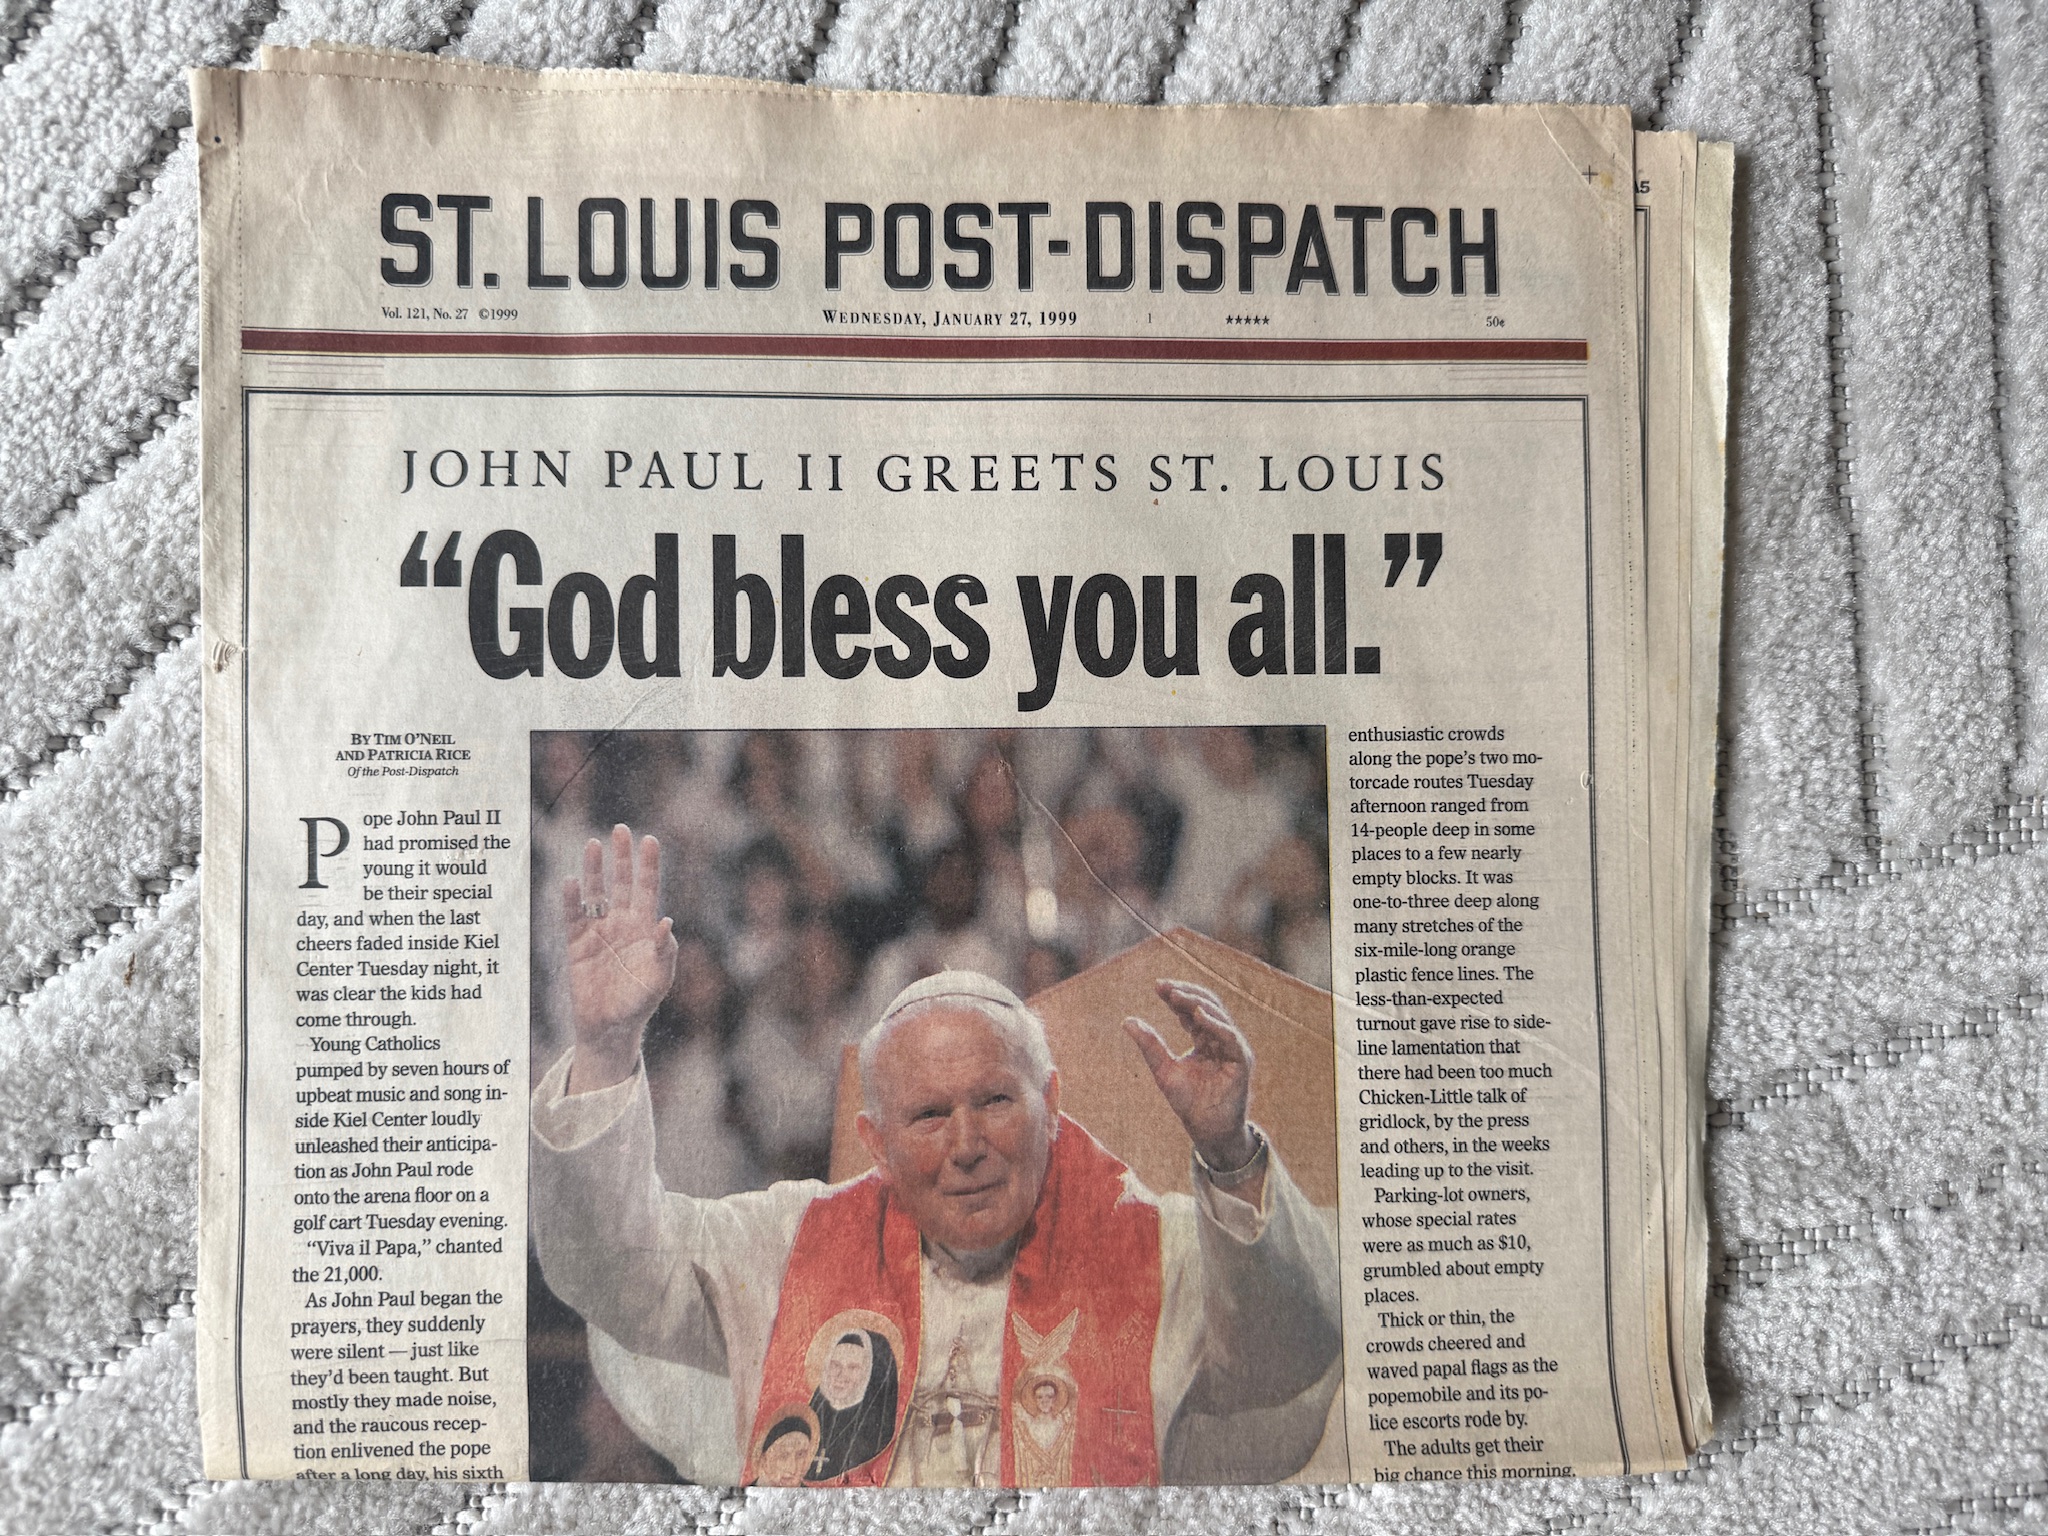 A5
ST. LOUIS POST-DISPATCH
Vol. 121, No. 27 ©1999
WEDNESDAY, JANUARY 27, 1999
1
★★★★★
50¢
JOHN PAUL II GREETS ST. LOUIS
“God bless you all.”
BY TIM O’NEIL
AND PATRICIA RICE
Of the Post-Dispatch
Pope John Paul II
had promised the
young it would
be their special
day, and when the last
cheers faded inside Kiel
Center Tuesday night, it
was clear the kids had
come through.
Young Catholics
pumped by seven hours of
upbeat music and song in-
side Kiel Center loudly
unleashed their anticipa-
tion as John Paul rode
onto the arena floor on a
golf cart Tuesday evening.
“Viva il Papa,” chanted
the 21,000.
As John Paul began the
prayers, they suddenly
were silent — just like
they’d been taught. But
mostly they made noise,
and the raucous recep-
tion enlivened the pope
after a long day, his sixth
enthusiastic crowds
along the pope’s two mo-
torcade routes Tuesday
afternoon ranged from
14-people deep in some
places to a few nearly
empty blocks. It was
one-to-three deep along
many stretches of the
six-mile-long orange
plastic fence lines. The
less-than-expected
turnout gave rise to side-
line lamentation that
there had been too much
Chicken-Little talk of
gridlock, by the press
and others, in the weeks
leading up to the visit.
Parking-lot owners,
whose special rates
were as much as $10,
grumbled about empty
places.
Thick or thin, the
crowds cheered and
waved papal flags as the
popemobile and its po-
lice escorts rode by.
The adults get their
big chance this morning.